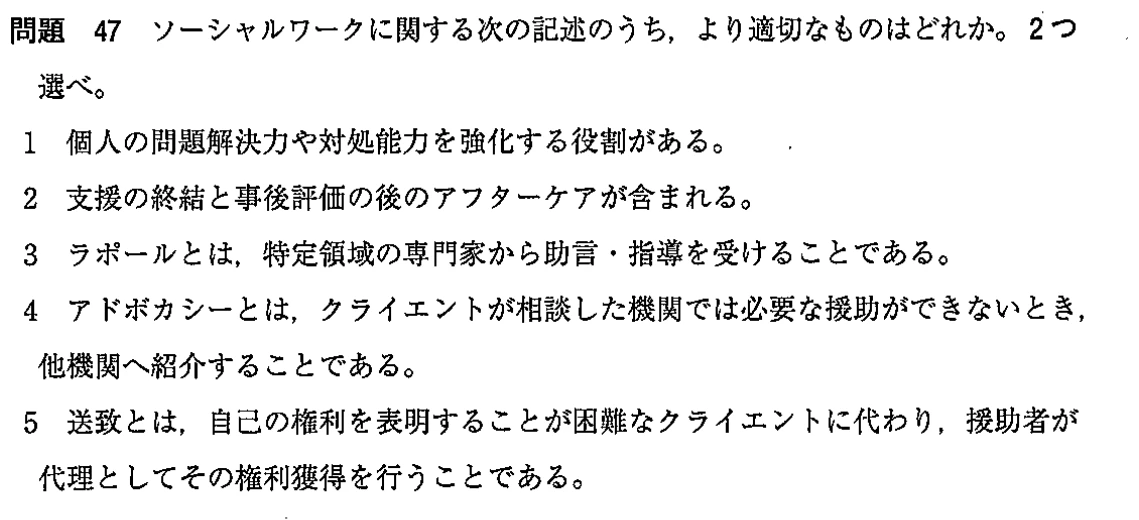 問題 47 ソーシャルワークに関する次の記述のうち，より適切なものはどれか。2つ
選べ。
1 個人の問題解決力や対処能力を強化する役割がある。
2 支援の終結と事後評価の後のアフターケアが含まれる。
3 ラポールとは，特定領域の専門家から助言・指導を受けることである。
4 アドボカシーとは，クライエントが相談した機関では必要な援助ができないとき，
他機関へ紹介することである。
5 送致とは，自己の権利を表明することが困難なクライエントに代わり，援助者が
代理としてその権利獲得を行うことである。